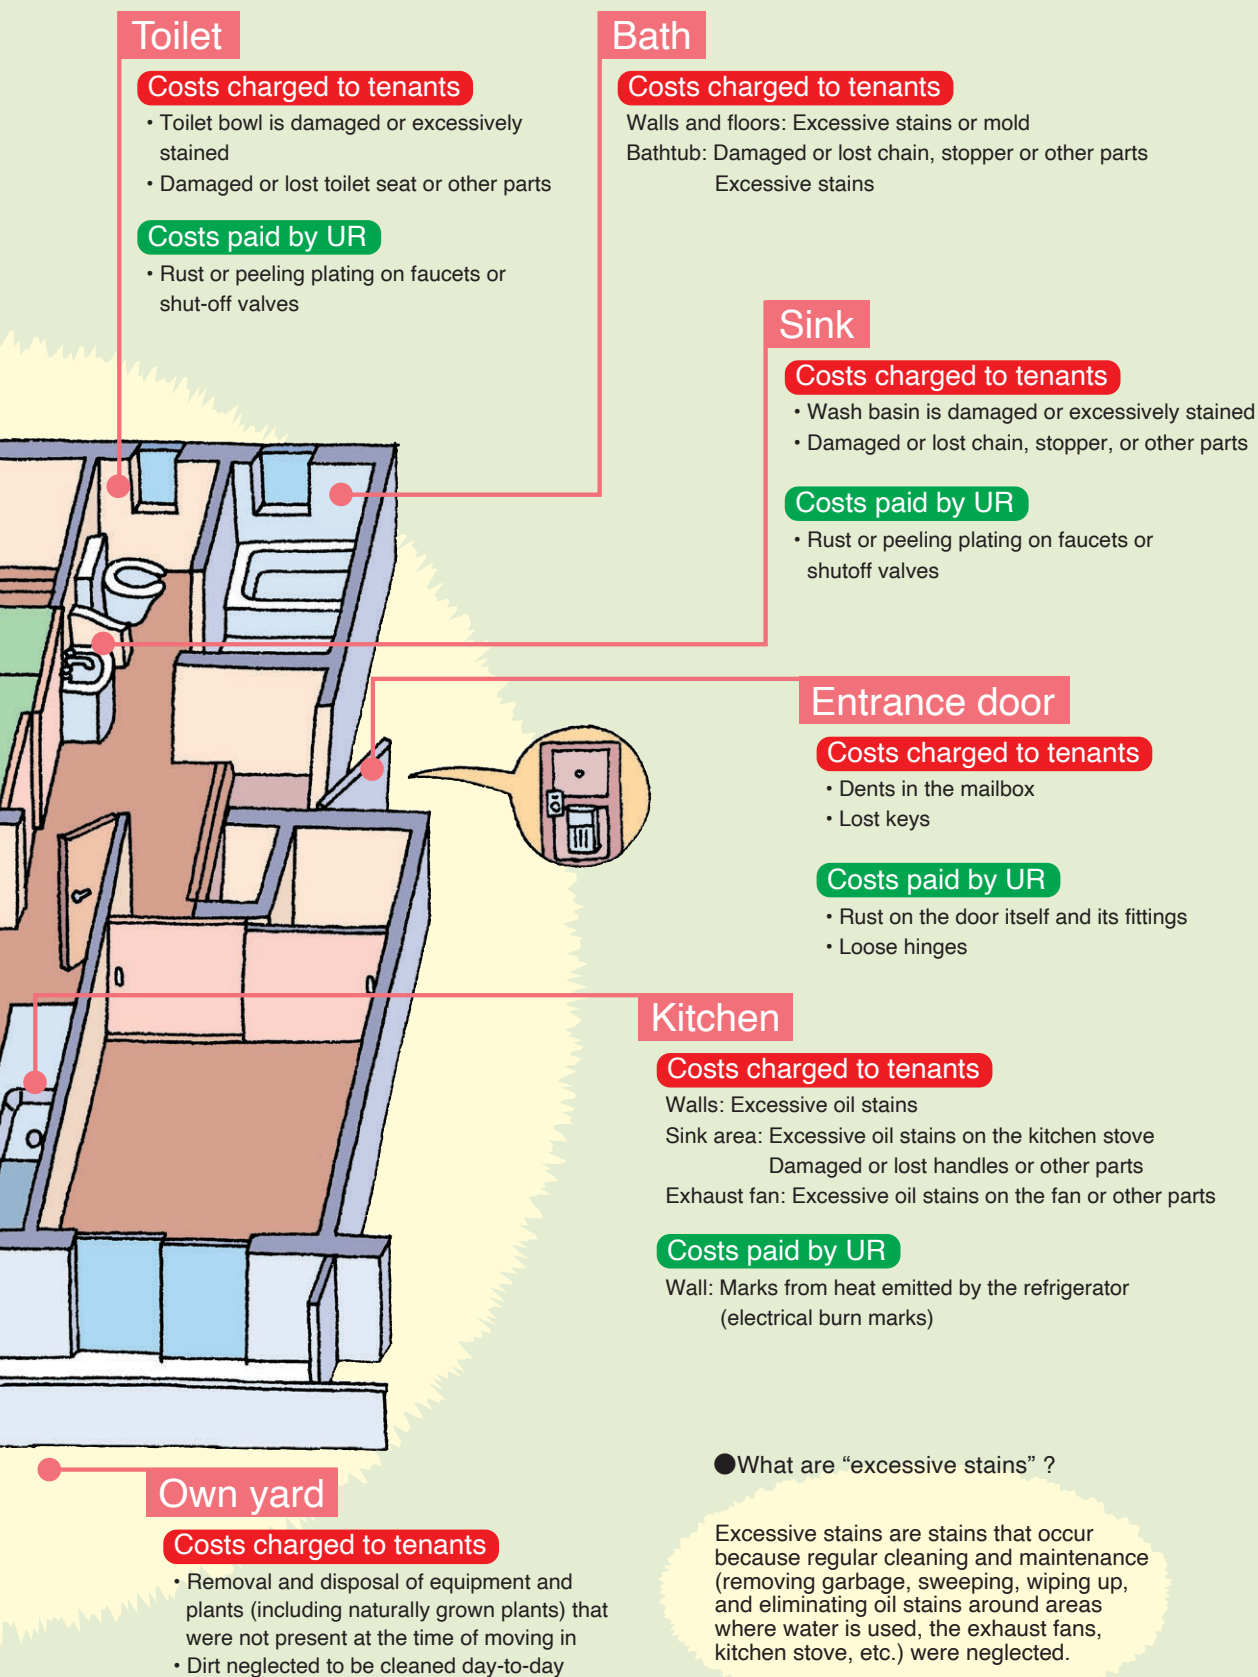 Toilet
Costs charged to tenants
・Toilet bowl is damaged or excessively
stained
・Damaged or lost toilet seat or other parts
Costs paid by UR
・Rust or peeling plating on faucets or
shut-off valves
Bath
Costs charged to tenants
Walls and floors: Excessive stains or mold
Bathtub: Damaged or lost chain, stopper or other parts
Excessive stains
Sink
Costs charged to tenants
・Wash basin is damaged or excessively stained
・Damaged or lost chain, stopper, or other parts
Costs paid by UR
・Rust or peeling plating on faucets or
shutoff valves
Entrance door
Costs charged to tenants
・Dents in the mailbox
・Lost keys
Costs paid by UR
・Rust on the door itself and its fittings
・Loose hinges
Kitchen
Costs charged to tenants
Walls: Excessive oil stains
Sink area: Excessive oil stains on the kitchen stove
Damaged or lost handles or other parts
Exhaust fan: Excessive oil stains on the fan or other parts
Costs paid by UR
Wall: Marks from heat emitted by the refrigerator
(electrical burn marks)
Own yard
Costs charged to tenants
・Removal and disposal of equipment and
plants (including naturally grown plants) that
were not present at the time of moving in
・Dirt neglected to be cleaned day-to-day
●What are “excessive stains” ?
Excessive stains are stains that occur
because regular cleaning and maintenance
(removing garbage, sweeping, wiping up,
and eliminating oil stains around areas
where water is used, the exhaust fans,
kitchen stove, etc.) were neglected.